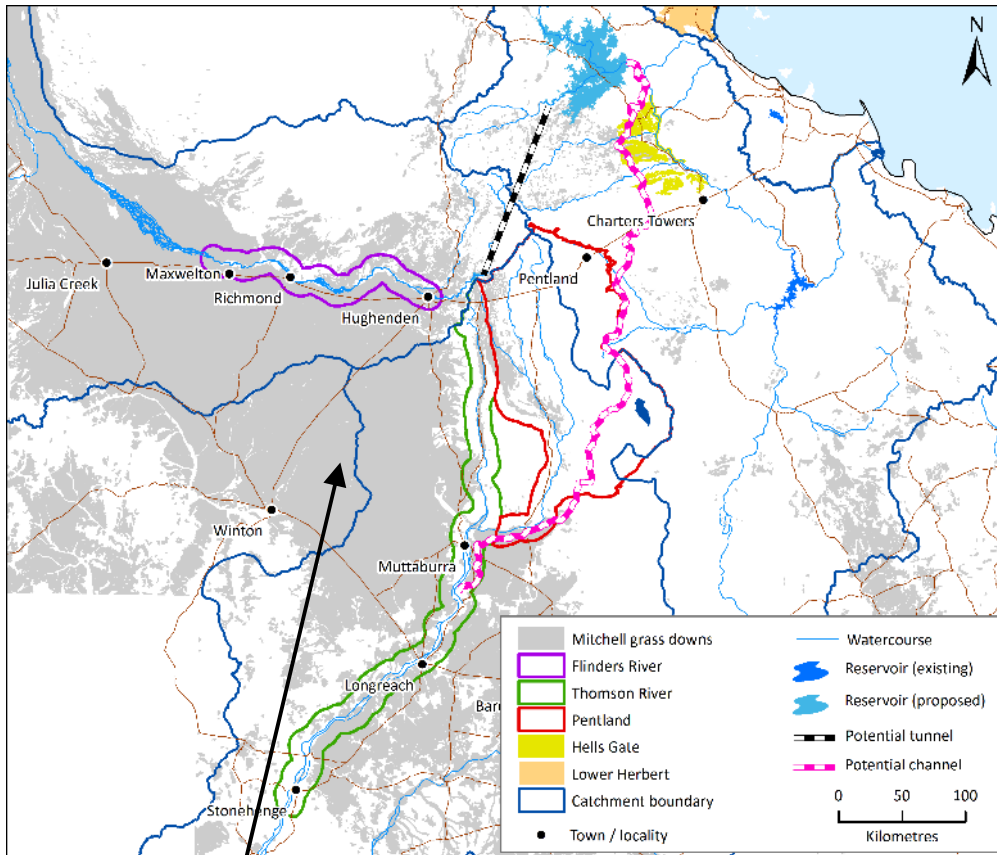 N
Charters Towers
Julia Creek
Maxwelton
Richmond
Hughenden
Pentland
Winton
Muttaburra
Longreach
Stonehenge
Mitchell grass downs
Flinders River
Thomson River
Pentland
Hells Gate
Lower Herbert
Catchment boundary
Town / locality
Watercourse
Reservoir (existing)
Reservoir (proposed)
Potential tunnel
Potential channel
0 50 100
Kilometres